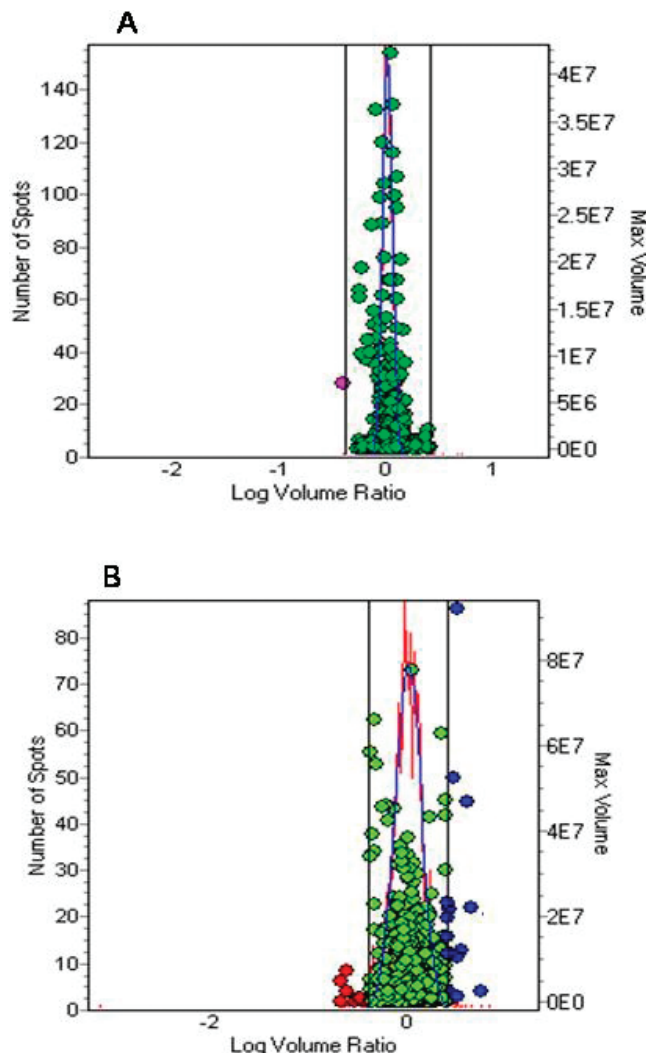 A
140
120
100
80
60
40
20
0
Number of Spots
4E7
3.5E7
3E7
2.5E7
2E7
1.5E7
1E7
5E6
0E0
Max Volume
-2 -1 0 1
Log Volume Ratio
B
80
70
60
50
40
30
20
10
0
Number of Spots
8E7
6E7
4E7
2E7
0E0
Max Volume
-2 0
Log Volume Ratio